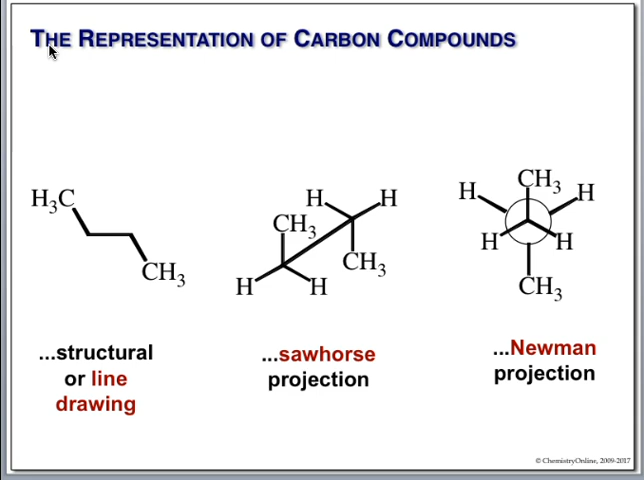 THE REPRESENTATION OF CARBON COMPOUNDS
H₃C
CH₃
H H
CH₃
CH₃
H H
CH₃
H H
H H
CH₃
...structural
or line
drawing
...sawhorse
projection
...Newman
projection
© ChemistryOnline, 2009-2017